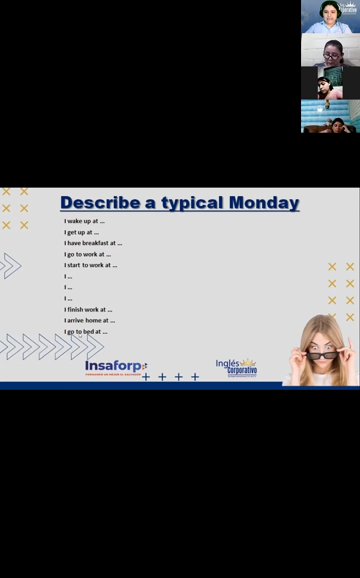 Describe a typical Monday
I wake up at ...
I get up at ...
I have breakfast at ...
I go to work at ...
I start to work at ...
I ...
I ...
I ...
I finish work at ...
I arrive home at ...
I go to bed at ...
Insaforp
Inglés
Corporativo